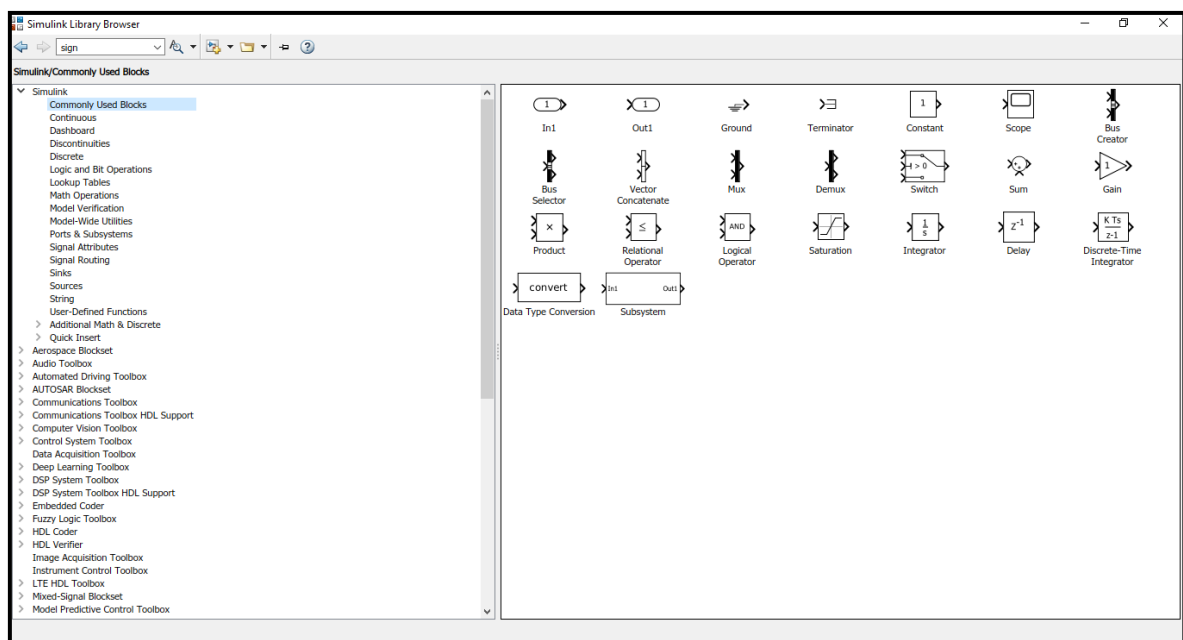 Simulink Library Browser
sign
Simulink/Commonly Used Blocks
Simulink
Commonly Used Blocks
Continuous
Dashboard
Discontinuities
Discrete
Logic and Bit Operations
Lookup Tables
Math Operations
Model Verification
Model-Wide Utilities
Ports & Subsystems
Signal Attributes
Signal Routing
Sinks
Sources
String
User-Defined Functions
Additional Math & Discrete
Quick Insert
Aerospace Blockset
Audio Toolbox
Automated Driving Toolbox
AUTOSAR Blockset
Communications Toolbox
Communications Toolbox HDL Support
Computer Vision Toolbox
Control System Toolbox
Data Acquisition Toolbox
Deep Learning Toolbox
DSP System Toolbox
DSP System Toolbox HDL Support
Embedded Coder
Fuzzy Logic Toolbox
HDL Coder
HDL Verifier
Image Acquisition Toolbox
Instrument Control Toolbox
LTE HDL Toolbox
Mixed-Signal Blockset
Model Predictive Control Toolbox
1
In1
1
Out1
Ground
Terminator
1
Constant
Scope
Bus
Creator
Bus
Selector
Vector
Concatenate
Mux
Demux
> 0
Switch
Sum
1
Gain
×
Product
≤
Relational
Operator
AND
Logical
Operator
Saturation
1
s
Integrator
Z-1
Delay
K Ts
z-1
Discrete-Time
Integrator
convert
Data Type Conversion
In1 Out1
Subsystem